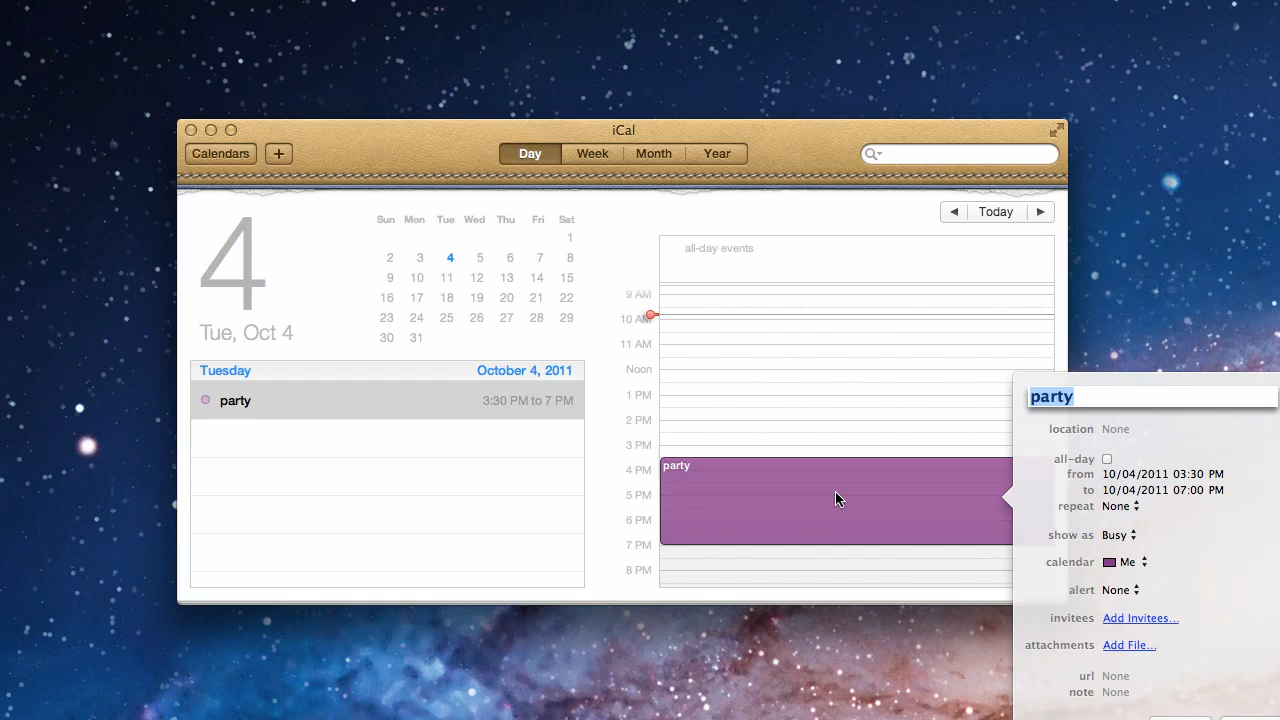 iCal
Calendars + Day Week Month Year
Today
4
Tue, Oct 4
Sun Mon Tue Wed Thu Fri Sat
1
2 3 4 5 6 7 8
9 10 11 12 13 14 15
16 17 18 19 20 21 22
23 24 25 26 27 28 29
30 31
Tuesday October 4, 2011
party 3:30 PM to 7 PM
all-day events
9 AM
10 AM
11 AM
Noon
1 PM
2 PM
3 PM
4 PM
5 PM
6 PM
7 PM
8 PM
party
party
location None
all-day
from 10/04/2011 03:30 PM
to 10/04/2011 07:00 PM
repeat None
show as Busy
calendar Me
alert None
invitees Add Invitees...
attachments Add File...
url None
note None